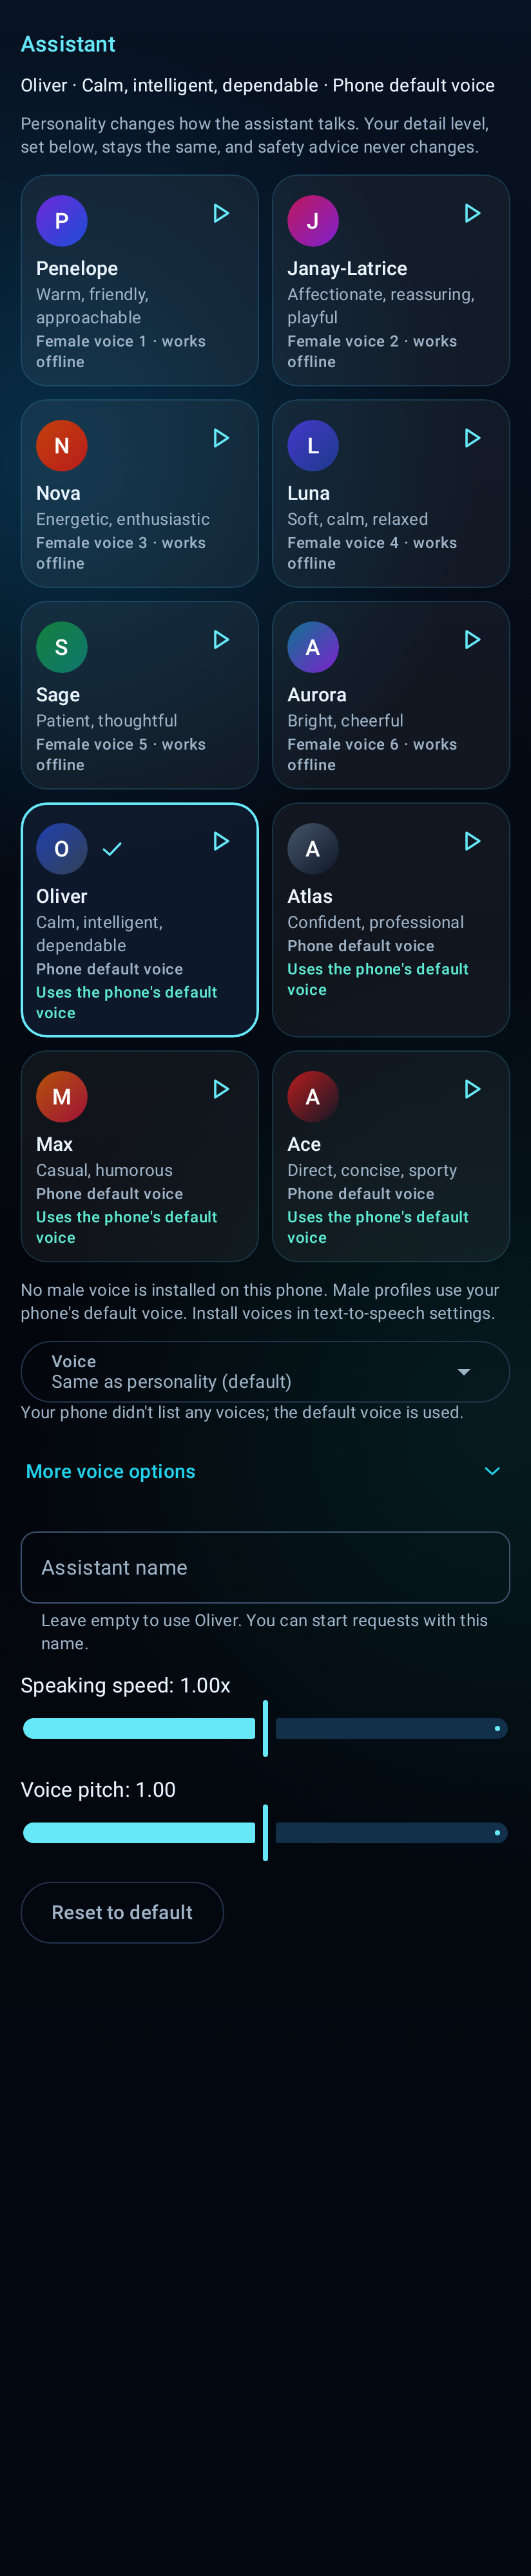 Assistant
Oliver · Calm, intelligent, dependable · Phone default voice
Personality changes how the assistant talks. Your detail level,
set below, stays the same, and safety advice never changes.
P
Penelope
Warm, friendly,
approachable
Female voice 1 · works
offline
J
Janay-Latrice
Affectionate, reassuring,
playful
Female voice 2 · works
offline
N
Nova
Energetic, enthusiastic
Female voice 3 · works
offline
L
Luna
Soft, calm, relaxed
Female voice 4 · works
offline
S
Sage
Patient, thoughtful
Female voice 5 · works
offline
A
Aurora
Bright, cheerful
Female voice 6 · works
offline
O
Oliver
Calm, intelligent,
dependable
Phone default voice
Uses the phone's default
voice
A
Atlas
Confident, professional
Phone default voice
Uses the phone's default
voice
M
Max
Casual, humorous
Phone default voice
Uses the phone's default
voice
A
Ace
Direct, concise, sporty
Phone default voice
Uses the phone's default
voice
No male voice is installed on this phone. Male profiles use your
phone's default voice. Install voices in text-to-speech settings.
Voice
Same as personality (default)
Your phone didn't list any voices; the default voice is used.
More voice options
Assistant name
Leave empty to use Oliver. You can start requests with this
name.
Speaking speed: 1.00x
Voice pitch: 1.00
Reset to default